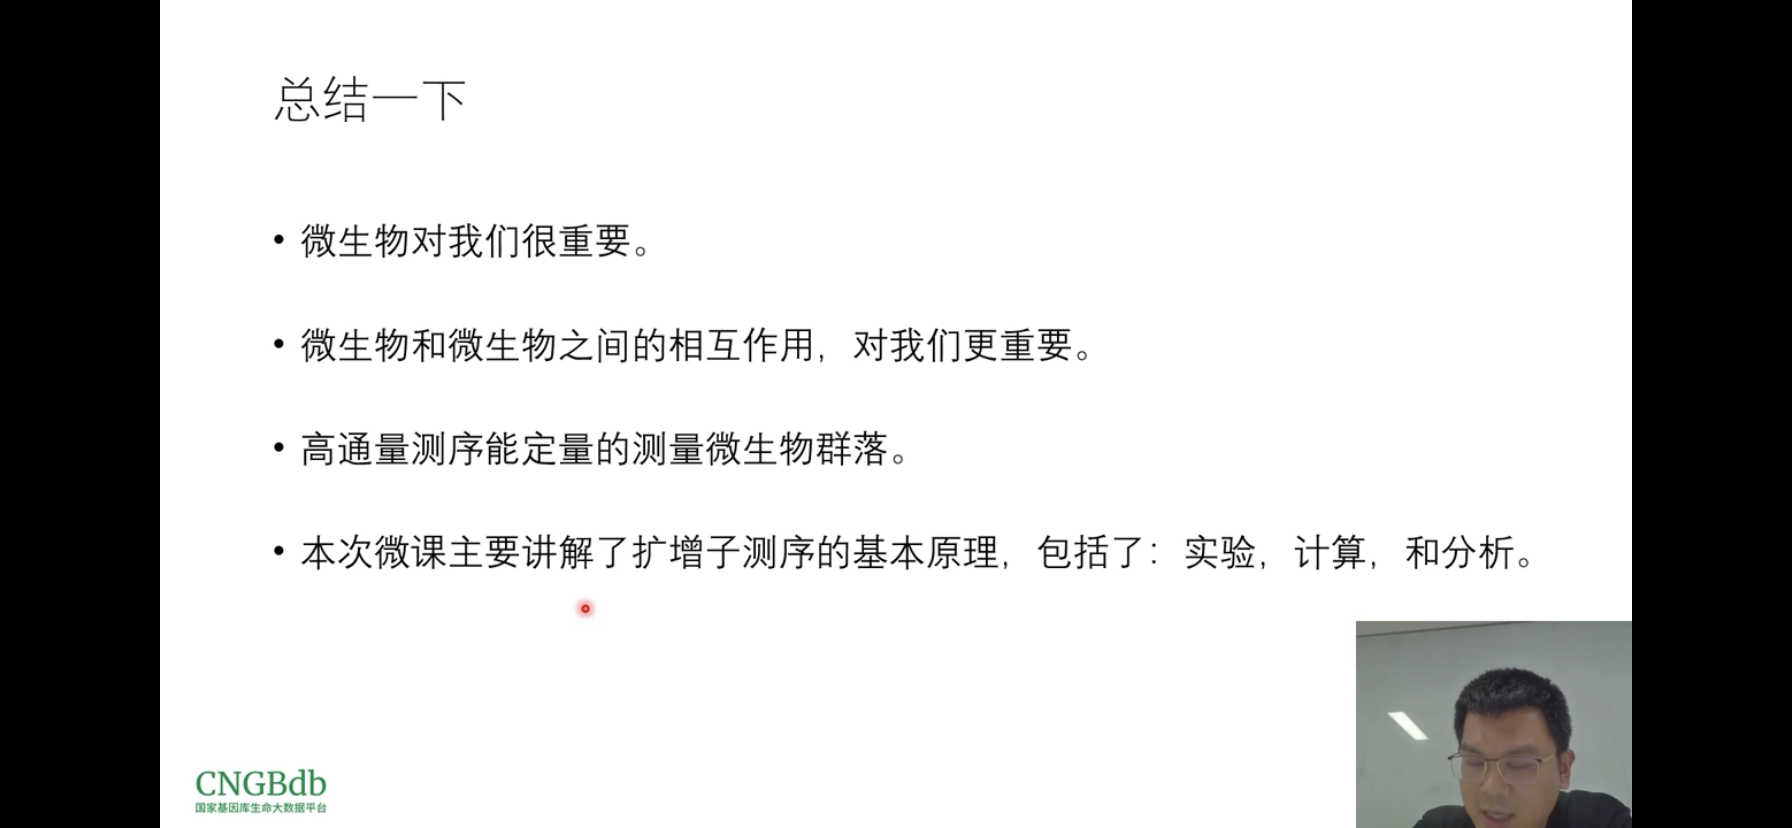 总结一下
• 微生物对我们很重要。
• 微生物和微生物之间的相互作用，对我们更重要。
• 高通量测序能定量的测量微生物群落。
• 本次微课主要讲解了扩增子测序的基本原理，包括了：实验，计算，和分析。
CNGBdb
国家基因库生命大数据平台